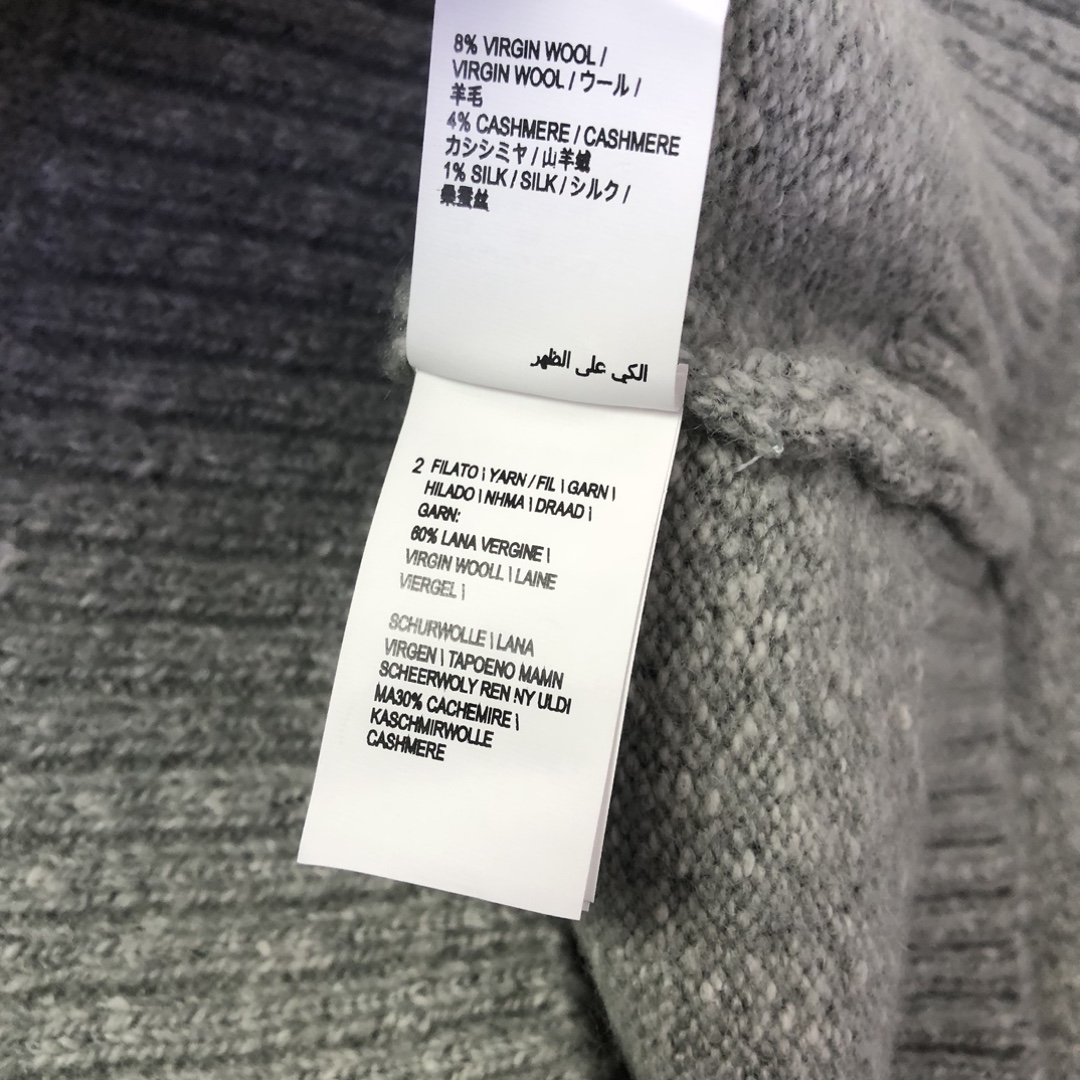 8% VIRGIN WOOL /
VIRGIN WOOL / ウール /
羊毛
4% CASHMERE / CASHMERE
カシシミヤ / 山羊绒
1% SILK / SILK / シルク /
桑蚕丝
الكي على الظهر
2 FILATO \ YARN / FIL \ GARN \
HILADO \ NHMA \ DRAAD \
GARN:
60% LANA VERGINE \
VIRGIN WOOLL \ LAINE
VIERGEL \
SCHURWOLLE \ LANA
VIRGEN \ TAPOENO MAMN
SCHEERWOLY REN NY ULDI
MA30% CACHEMIRE \
KASCHMIRWOLLE
CASHMERE